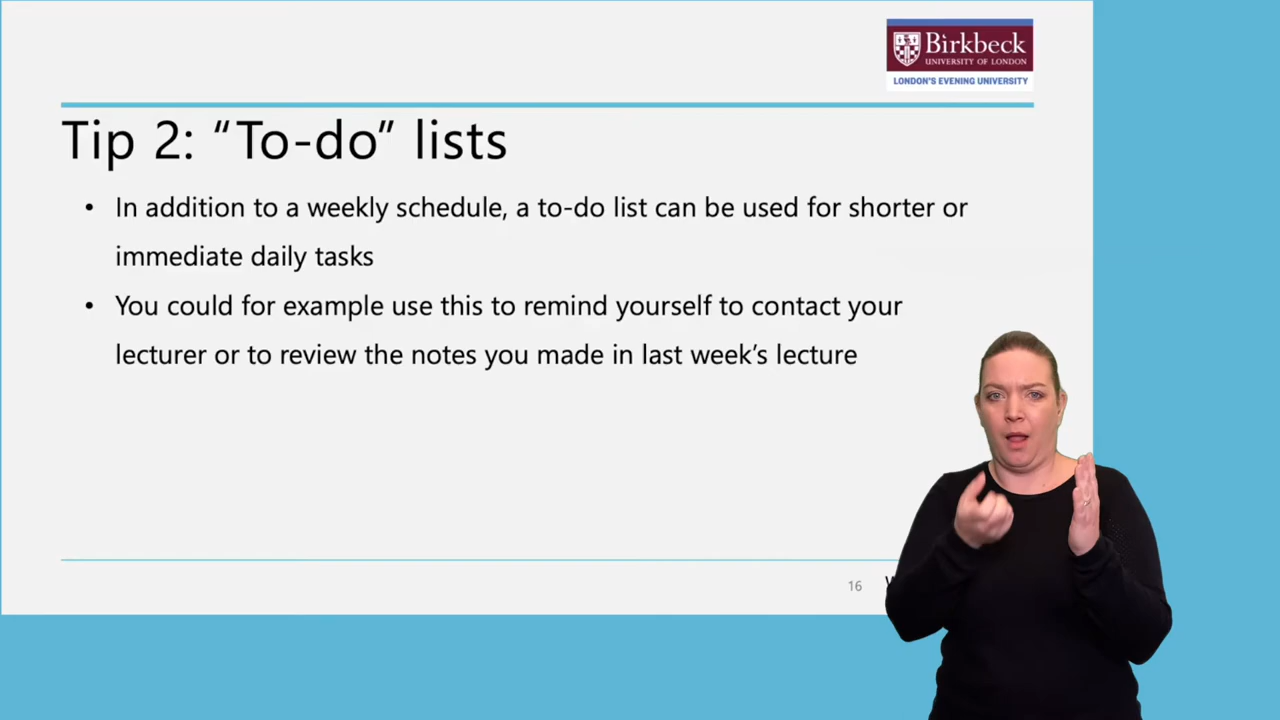 Birkbeck
UNIVERSITY OF LONDON
LONDON'S EVENING UNIVERSITY
Tip 2: “To-do” lists
• In addition to a weekly schedule, a to-do list can be used for shorter or
immediate daily tasks
• You could for example use this to remind yourself to contact your
lecturer or to review the notes you made in last week’s lecture
16